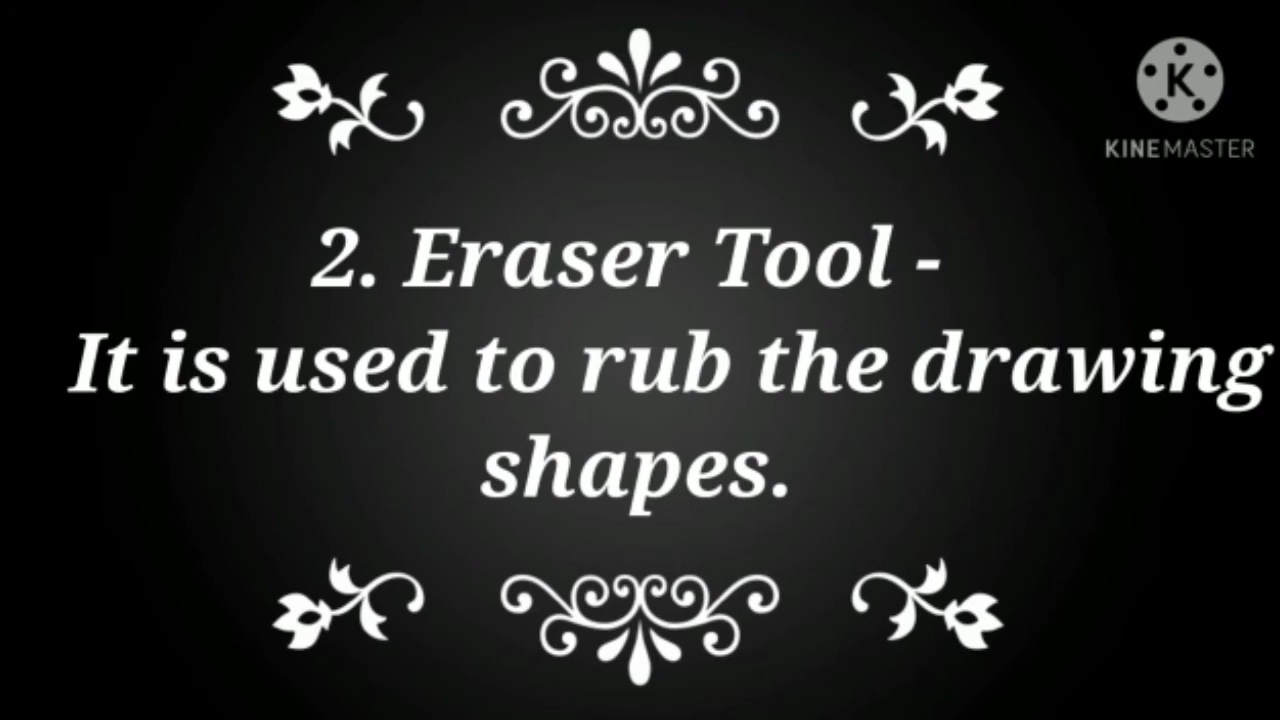 K
KINEMASTER
2. Eraser Tool -
It is used to rub the drawing
shapes.